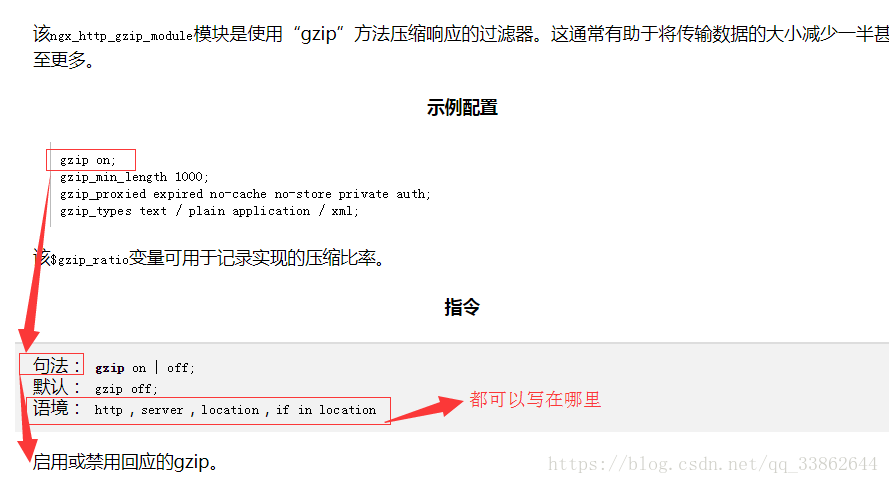 该ngx_http_gzip_module模块是使用“gzip”方法压缩响应的过滤器。这通常有助于将传输数据的大小减少一半甚
至更多。
示例配置
gzip on;
gzip_min_length 1000;
gzip_proxied expired no-cache no-store private auth;
gzip_types text / plain application / xml;
该$gzip_ratio变量可用于记录实现的压缩比率。
指令
句法： gzip on | off;
默认： gzip off;
语境： http，server，location，if in location
都可以写在哪里
启用或禁用回应的gzip。
https://blog.csdn.net/qq_33862644